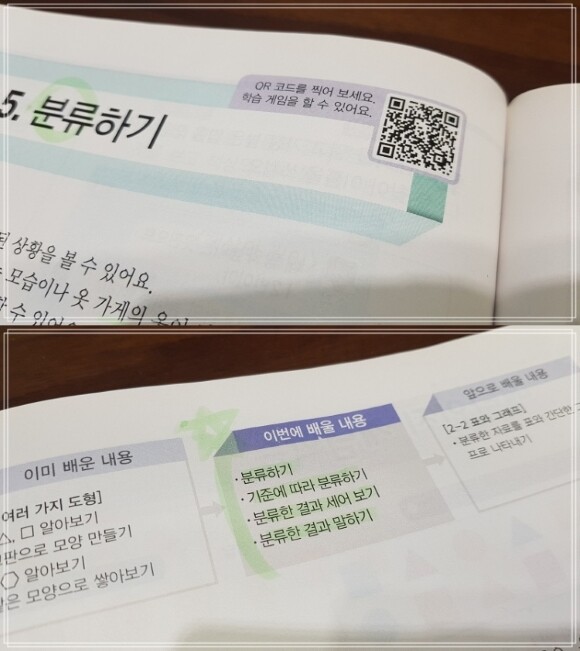 QR 코드를 찍어 보세요.
학습 게임을 할 수 있어요.
5. 분류하기
상황을 볼 수 있어요.
모습이나 옷 가게의
수 있어
이미 배운 내용
여러 가지 도형]
△, □ 알아보기
으로 모양 만들기
알아보기
모양으로 쌓아보기
이번에 배울 내용
· 분류하기
· 기준에 따라 분류하기
· 분류한 결과 세어 보기
· 분류한 결과 말하기
앞으로 배울 내용
[2-2 표와 그래프]
· 분류한 자료를 표와 간단한
프로 나타내기